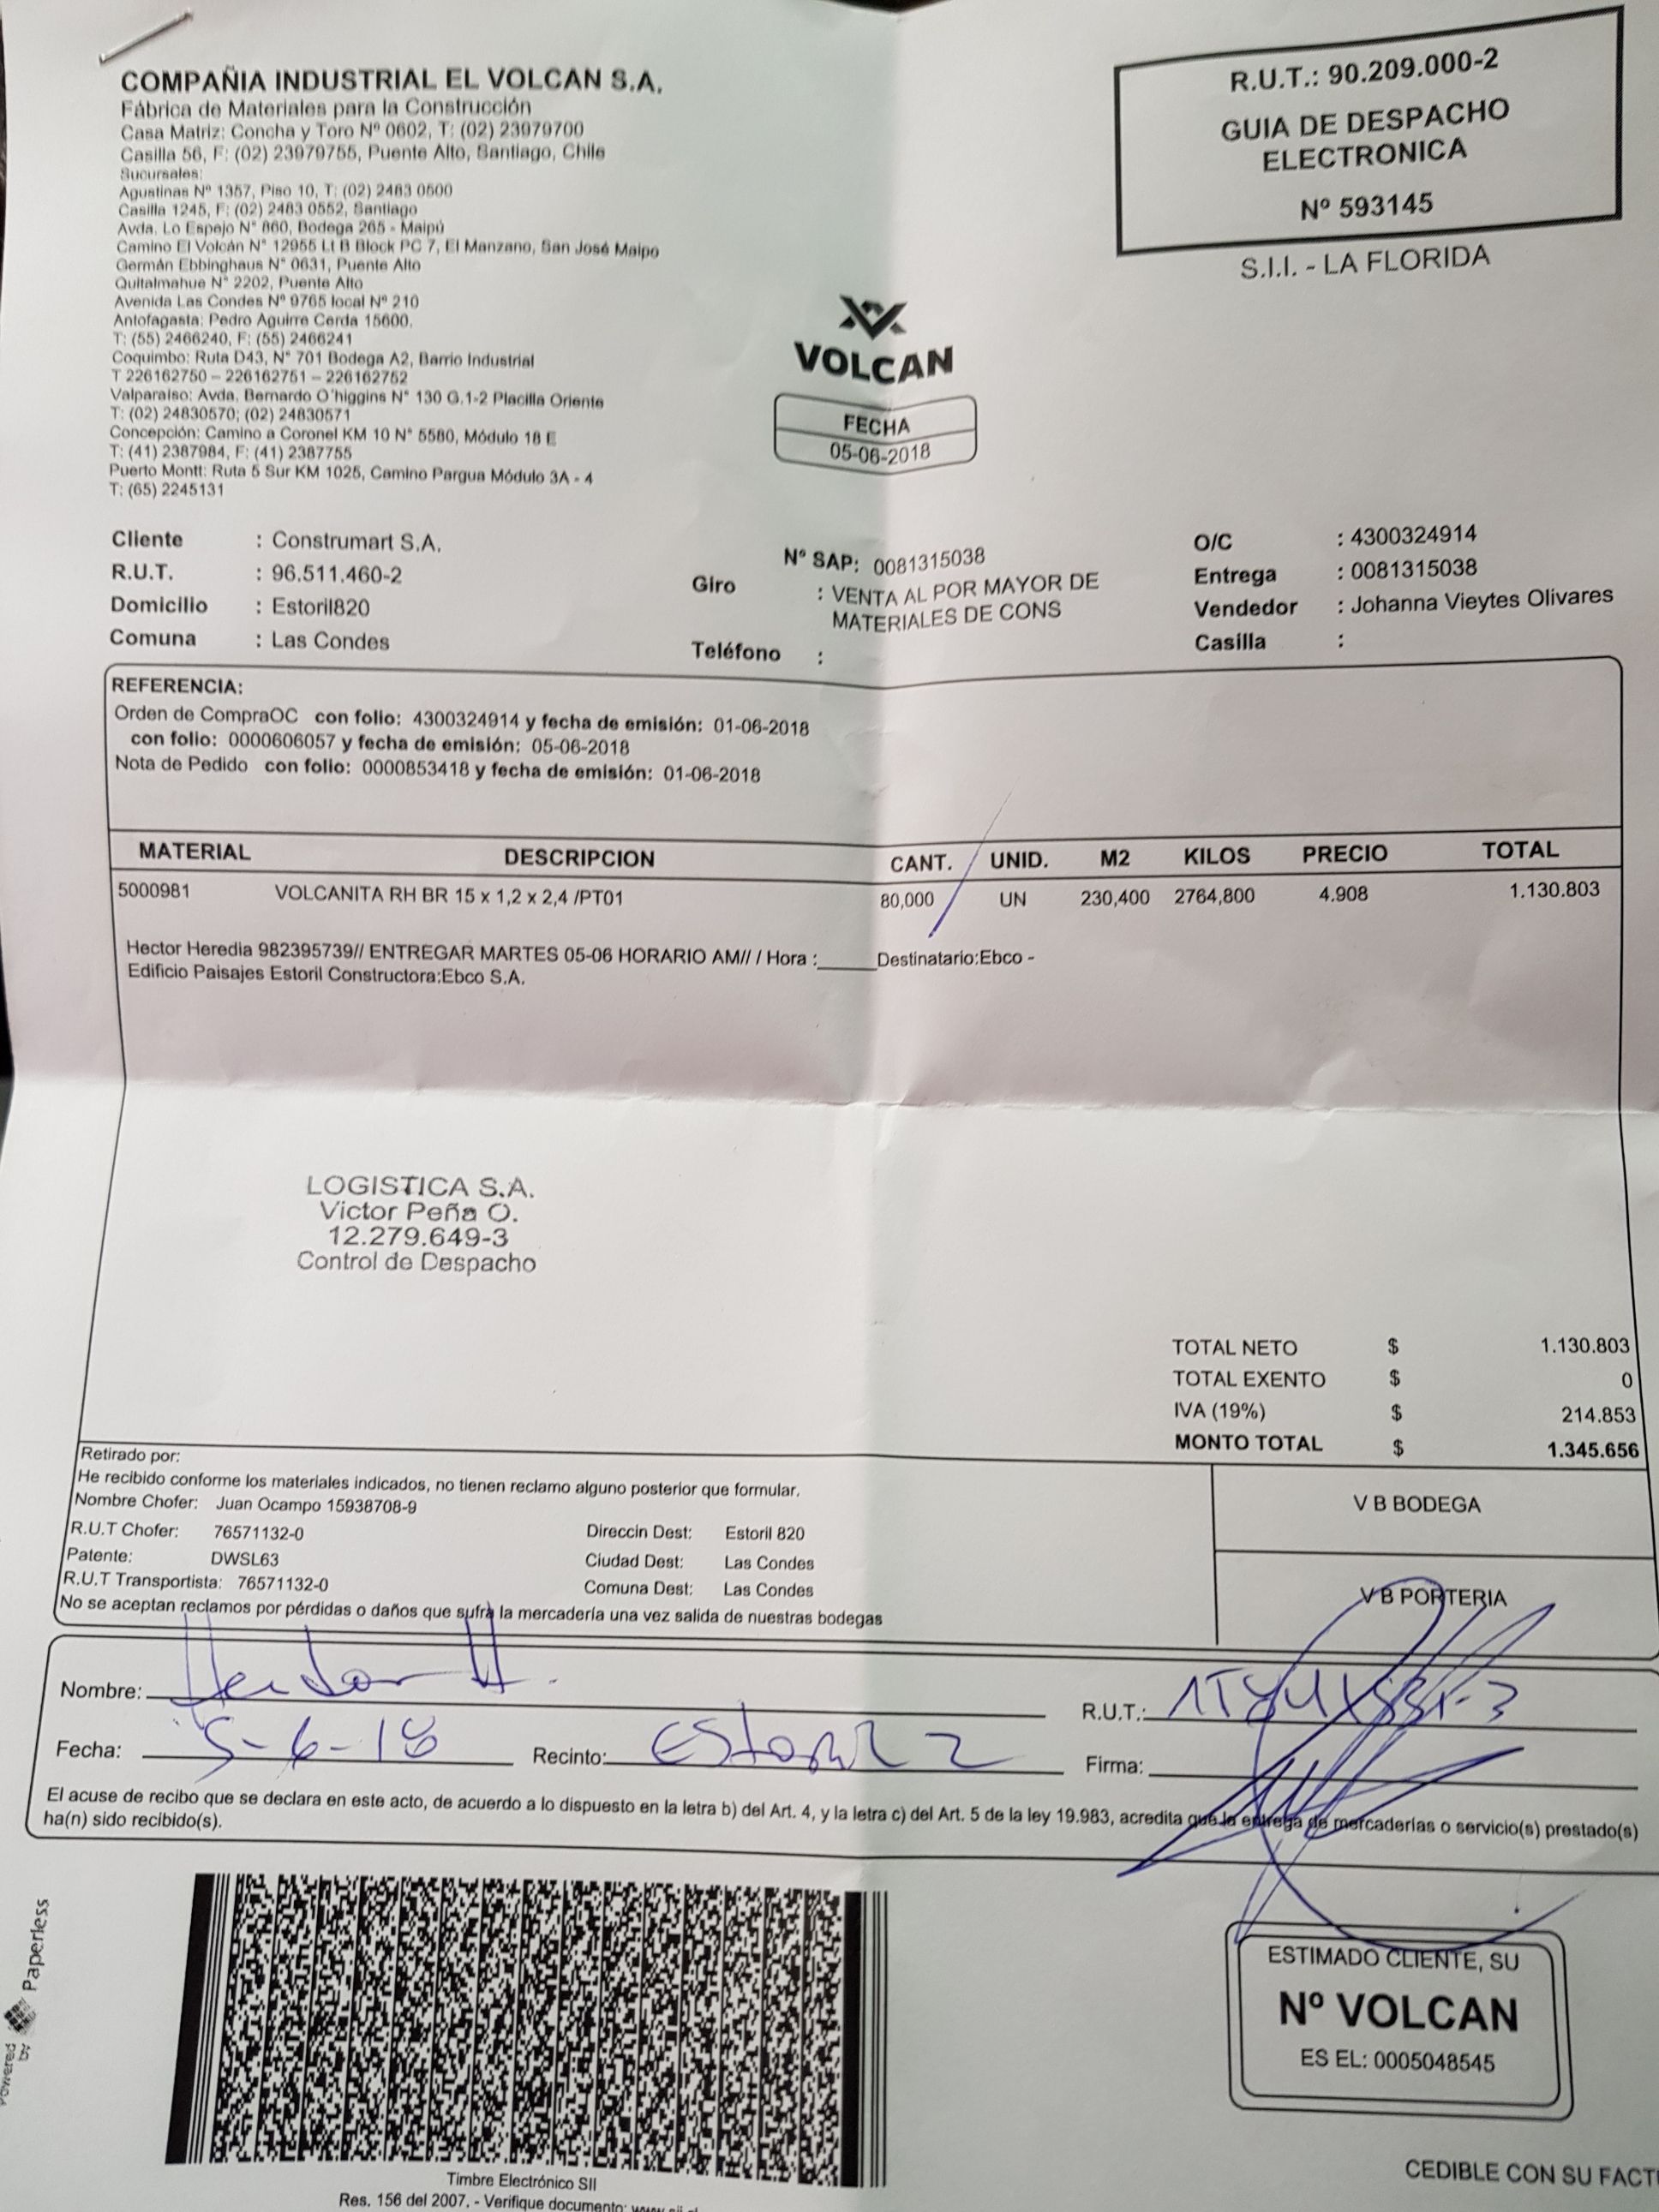 COMPAÑIA INDUSTRIAL EL VOLCAN S.A.
Fábrica de Materiales para la Construcción
Casa Matriz: Concha y Toro Nº 0602, T: (02) 23979700
Casilla 56, F: (02) 23979755, Puente Alto, Santiago, Chile
Sucursales:
Agustinas Nº 1357, Piso 10, T: (02) 2483 0500
Casilla 1245, F: (02) 2483 0552, Santiago
Avda. Lo Espejo N° 860, Bodega 265 - Maipú
Camino El Volcán N° 12955 Lt B Block PC 7, El Manzano, San José Maipo
Germán Ebbinghaus N° 0631, Puente Alto
Quitalmahue N° 2202, Puente Alto
Avenida Las Condes N° 9765 local N° 210
Antofagasta: Pedro Aguirre Cerda 15600.
T: (55) 2466240, F: (55) 2466241
Coquimbo: Ruta D43, N° 701 Bodega A2, Barrio Industrial
T 226162750 – 226162751 – 226162752
Valparaíso: Avda. Bernardo O'higgins N° 130 G.1-2 Placilla Oriente
T: (02) 24830570; (02) 24830571
Concepción: Camino a Coronel KM 10 N° 5580, Módulo 18 E
T: (41) 2387984, F: (41) 2387755
Puerto Montt: Ruta 5 Sur KM 1025, Camino Pargua Módulo 3A - 4
T: (65) 2245131
R.U.T.: 90.209.000-2
GUIA DE DESPACHO
ELECTRONICA
Nº 593145
S.I.I. - LA FLORIDA
VOLCAN
FECHA
05-06-2018
Cliente : Construmart S.A.
R.U.T. : 96.511.460-2
Domicilio : Estoril820
Comuna : Las Condes
N° SAP: 0081315038
Giro : VENTA AL POR MAYOR DE
MATERIALES DE CONS
Teléfono :
O/C : 4300324914
Entrega : 0081315038
Vendedor : Johanna Vieytes Olivares
Casilla :
REFERENCIA:
Orden de CompraOC con folio: 4300324914 y fecha de emisión: 01-06-2018
con folio: 0000606057 y fecha de emisión: 05-06-2018
Nota de Pedido con folio: 0000853418 y fecha de emisión: 01-06-2018
MATERIAL DESCRIPCION CANT. UNID. M2 KILOS PRECIO TOTAL
5000981 VOLCANITA RH BR 15 x 1,2 x 2,4 /PT01 80,000 UN 230,400 2764,800 4.908 1.130.803
Hector Heredia 982395739// ENTREGAR MARTES 05-06 HORARIO AM// / Hora :_____Destinatario:Ebco -
Edificio Paisajes Estoril Constructora:Ebco S.A.
LOGISTICA S.A.
Victor Peña O.
12.279.649-3
Control de Despacho
TOTAL NETO $ 1.130.803
TOTAL EXENTO $ 0
IVA (19%) $ 214.853
MONTO TOTAL $ 1.345.656
Retirado por:
He recibido conforme los materiales indicados, no tienen reclamo alguno posterior que formular.
Nombre Chofer: Juan Ocampo 15938708-9
R.U.T Chofer: 76571132-0 Direccin Dest: Estoril 820
Patente: DWSL63 Ciudad Dest: Las Condes
R.U.T Transportista: 76571132-0 Comuna Dest: Las Condes
No se aceptan reclamos por pérdidas o daños que sufra la mercadería una vez salida de nuestras bodegas
V B BODEGA
V B PORTERIA
Nombre: Hector H. R.U.T.:
Fecha: 5-6-18 Recinto: Estoril 2 Firma:
El acuse de recibo que se declara en este acto, de acuerdo a lo dispuesto en la letra b) del Art. 4, y la letra c) del Art. 5 de la ley 19.983, acredita que la entrega de mercaderías o servicio(s) prestado(s)
ha(n) sido recibido(s).
Powered by Paperless
Timbre Electrónico SII
Res. 156 del 2007. - Verifique documento:
ESTIMADO CLIENTE, SU
Nº VOLCAN
ES EL: 0005048545
CEDIBLE CON SU FACT